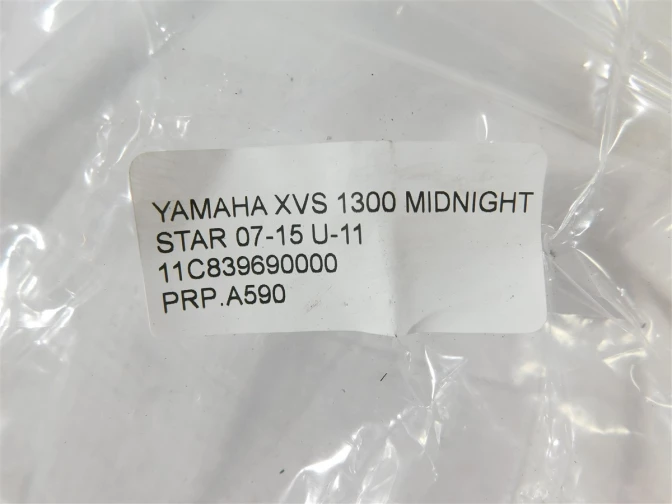 YAMAHA XVS 1300 MIDNIGHT
STAR 07-15 U-11
11C839690000
PRP.A590